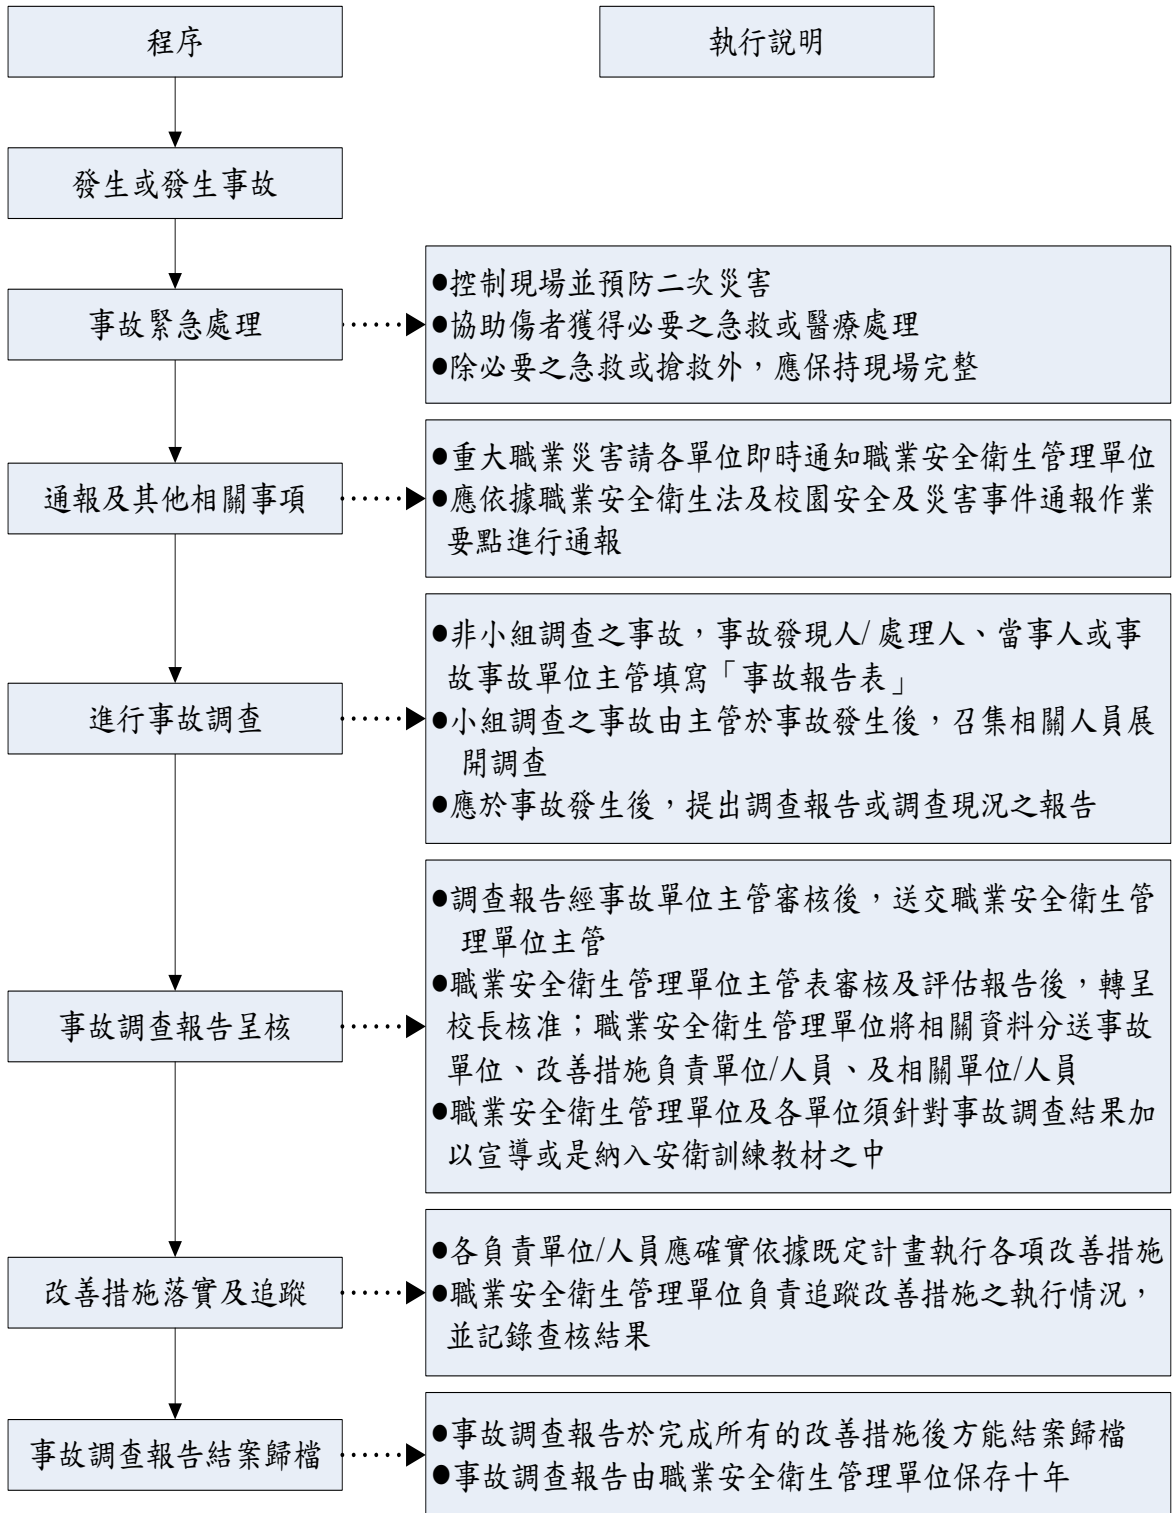 程序
執行說明
發生或發生事故
事故緊急處理
●控制現場並預防二次災害
●協助傷者獲得必要之急救或醫療處理
●除必要之急救或搶救外，應保持現場完整
通報及其他相關事項
●重大職業災害請各單位即時通知職業安全衛生管理單位
●應依據職業安全衛生法及校園安全及災害事件通報作業
要點進行通報
進行事故調查
●非小組調查之事故，事故發現人/處理人、當事人或事
故事故單位主管填寫「事故報告表」
●小組調查之事故由主管於事故發生後，召集相關人員展
開調查
●應於事故發生後，提出調查報告或調查現況之報告
事故調查報告呈核
●調查報告經事故單位主管審核後，送交職業安全衛生管
理單位主管
●職業安全衛生管理單位主管表審核及評估報告後，轉呈
校長核准；職業安全衛生管理單位將相關資料分送事故
單位、改善措施負責單位/人員、及相關單位/人員
●職業安全衛生管理單位及各單位須針對事故調查結果加
以宣導或是納入安衛訓練教材之中
改善措施落實及追蹤
●各負責單位/人員應確實依據既定計畫執行各項改善措施
●職業安全衛生管理單位負責追蹤改善措施之執行情況，
並記錄查核結果
事故調查報告結案歸檔
●事故調查報告於完成所有的改善措施後方能結案歸檔
●事故調查報告由職業安全衛生管理單位保存十年